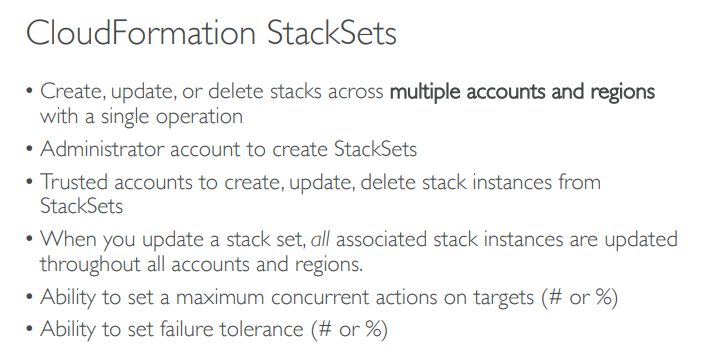 CloudFormation StackSets
• Create, update, or delete stacks across multiple accounts and regions
with a single operation
• Administrator account to create StackSets
• Trusted accounts to create, update, delete stack instances from
StackSets
• When you update a stack set, all associated stack instances are updated
throughout all accounts and regions.
• Ability to set a maximum concurrent actions on targets (# or %)
• Ability to set failure tolerance (# or %)